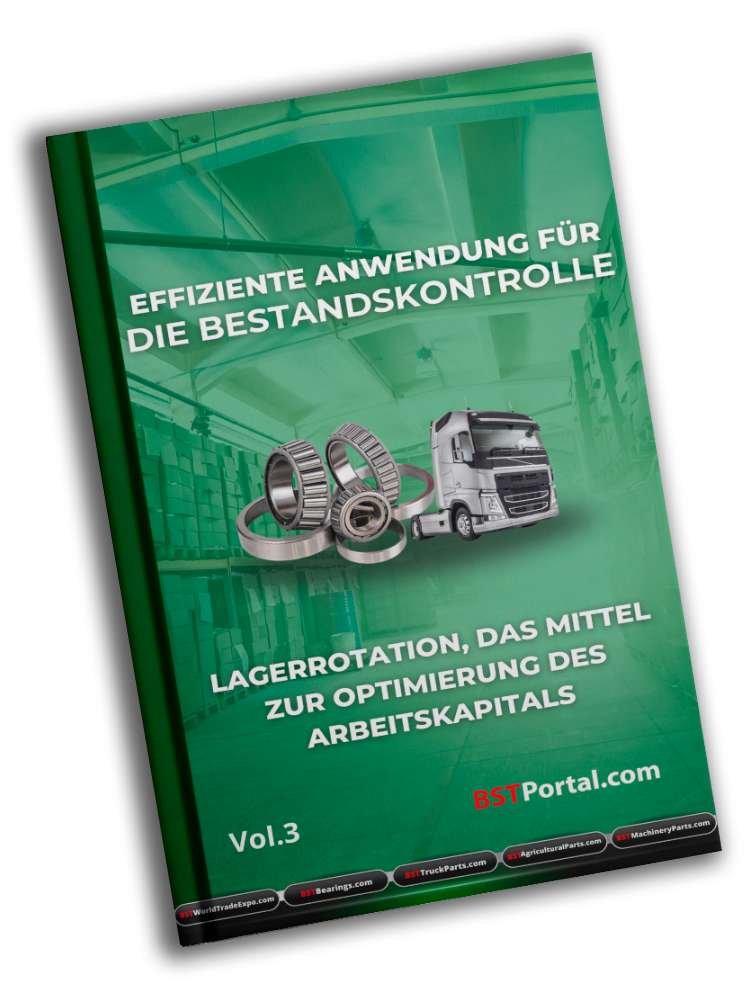 EFFIZIENTE ANWENDUNG FÜR
DIE BESTANDSKONTROLLE
LAGERROTATION, DAS MITTEL
ZUR OPTIMIERUNG DES
ARBEITSKAPITALS
BSTPortal.com
Vol.3
BSTWorldTradeExpo.com
BSTBearings.com
BSTTruckParts.com
BSTAgriculturalParts.com
BSTMachineryParts.com